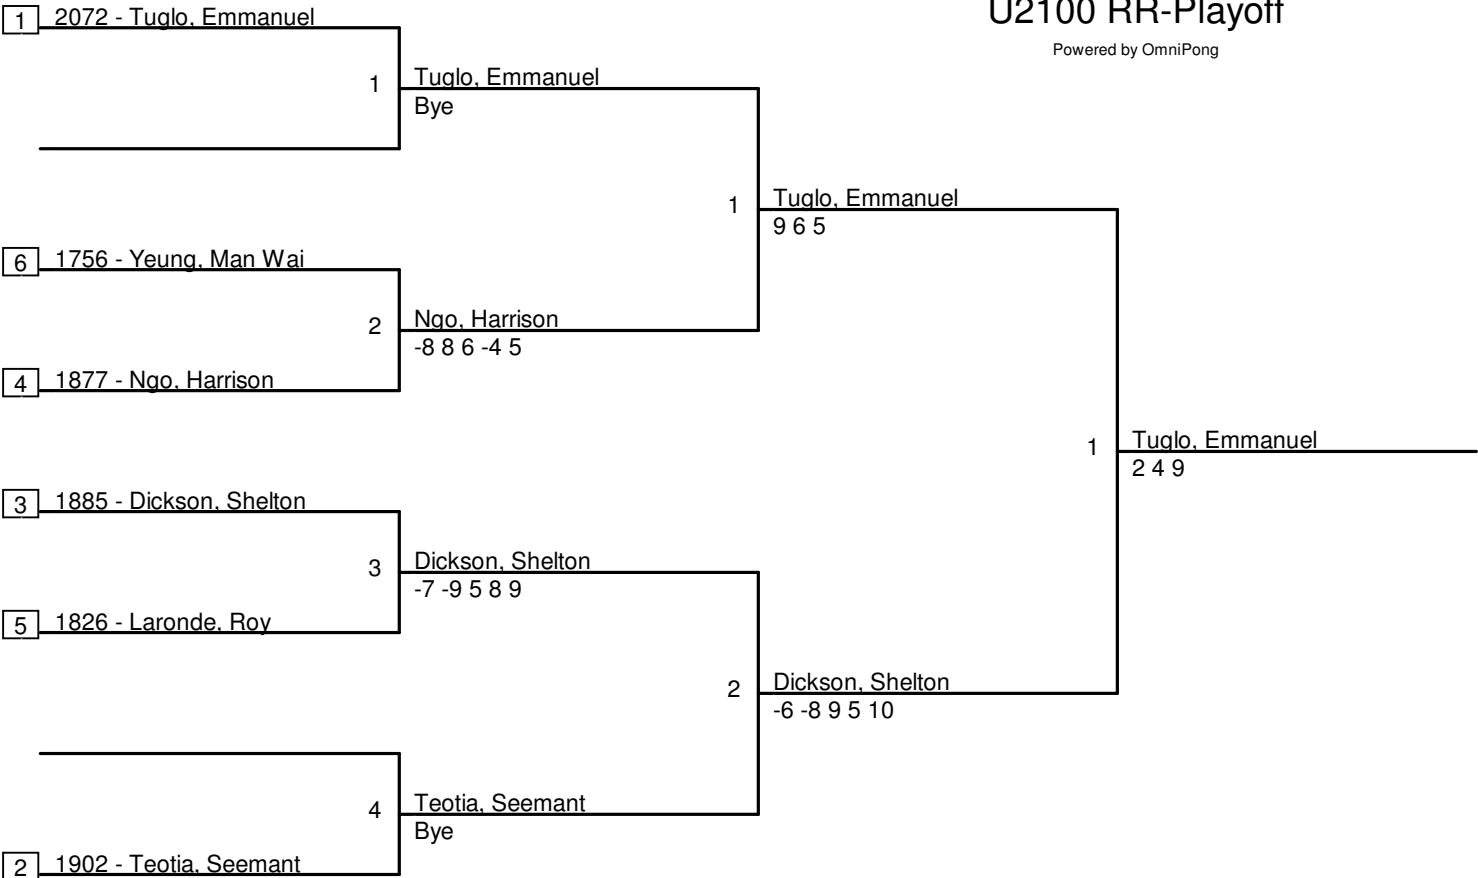 U2100 RR-Playoff
Powered by OmniPong
1 2072 - Tuglo, Emmanuel
1 Tuglo, Emmanuel
Bye
1 Tuglo, Emmanuel
9 6 5
6 1756 - Yeung, Man Wai
2 Ngo, Harrison
-8 8 6 -4 5
4 1877 - Ngo, Harrison
1 Tuglo, Emmanuel
2 4 9
3 1885 - Dickson, Shelton
3 Dickson, Shelton
-7 -9 5 8 9
5 1826 - Laronde, Roy
2 Dickson, Shelton
-6 -8 9 5 10
4 Teotia, Seemant
Bye
2 1902 - Teotia, Seemant